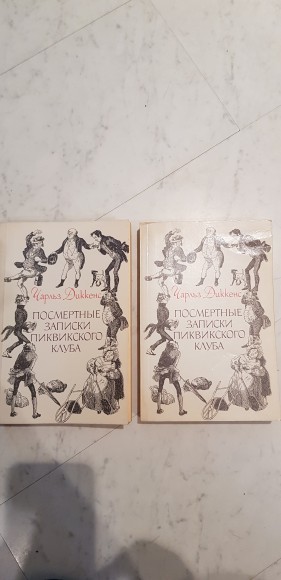 Чарльз Диккенс
ПОСМЕРТНЫЕ
ЗАПИСКИ
ПИКВИКСКОГО
КЛУБА
Чарльз Диккенс
ПОСМЕРТНЫЕ
ЗАПИСКИ
ПИКВИКСКОГО
КЛУБА